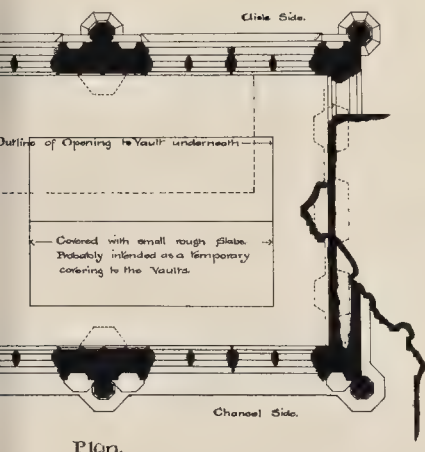 Aisle Side.
Outline of Opening to Vault underneath
Covered with small rough slabs.
Probably intended as a temporary
covering to the Vaults.
Chancel Side.
Plan.